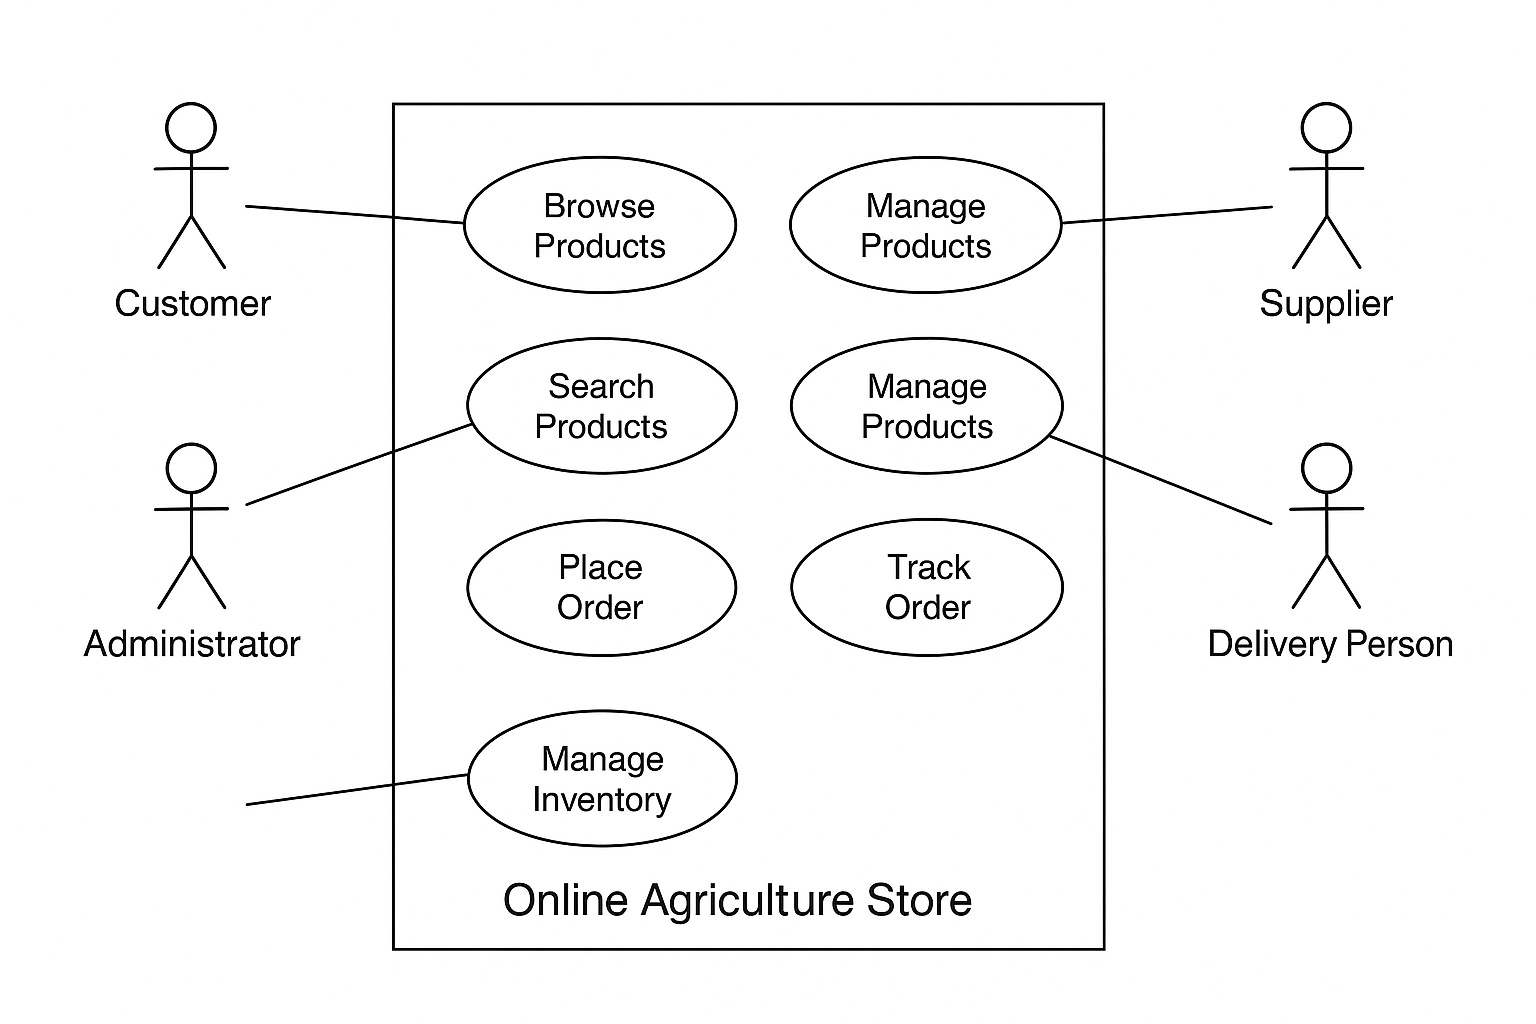 Browse
Products
Manage
Products
Customer
Supplier
Search
Products
Manage
Products
Place
Order
Track
Order
Administrator
Delivery Person
Manage
Inventory
Online Agriculture Store